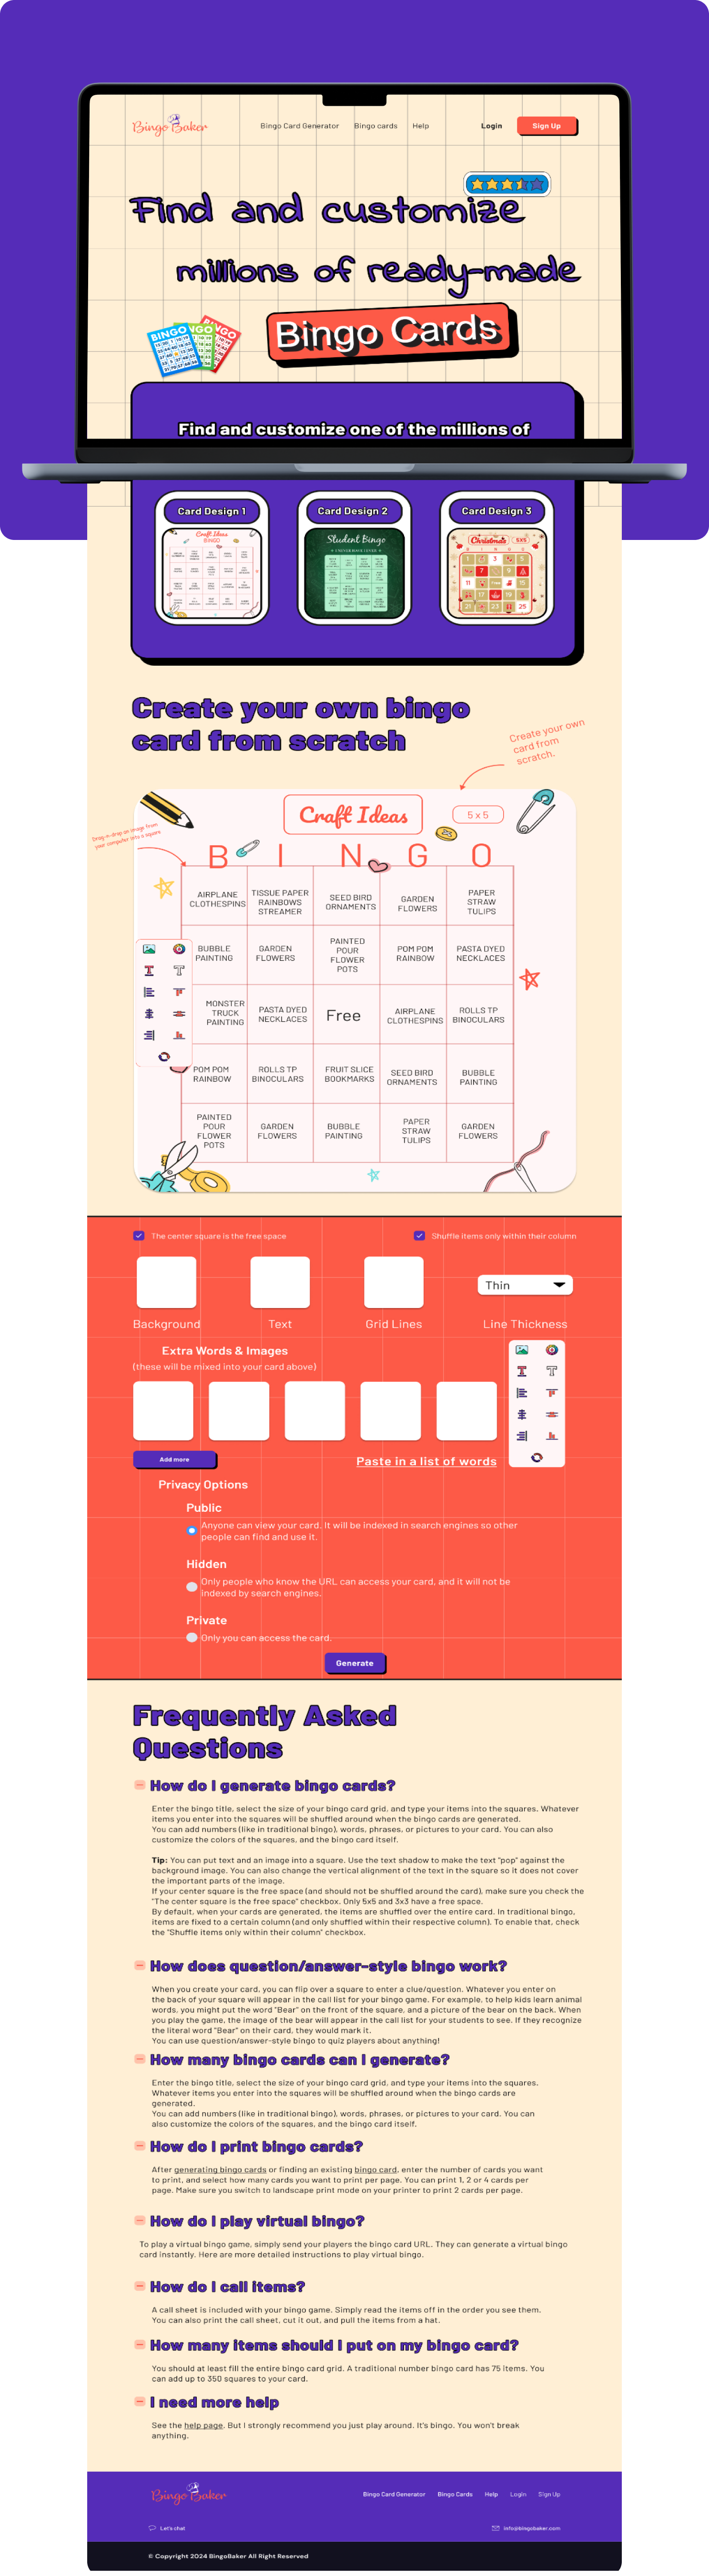 Bingo Baker
Bingo Card Generator
Bingo cards
Help
Login
Sign Up
Find and customize
millions of ready-made
BINGO
Bingo Cards
Find and customize one of the millions of
Card Design 1
Card Design 2
Card Design 3
Craft Ideas
BINGO
Student Bingo
Christmas
5X5
Create your own bingo
card from scratch
Create your own
card from
scratch.
Drag-n-drop an image from
your computer into a square
Craft Ideas
5 x 5
B I N G O
AIRPLANE
CLOTHESPINS
TISSUE PAPER
RAINBOWS
STREAMER
SEED BIRD
ORNAMENTS
GARDEN
FLOWERS
PAPER
STRAW
TULIPS
BUBBLE
PAINTING
GARDEN
FLOWERS
PAINTED
POUR
FLOWER
POTS
POM POM
RAINBOW
PASTA DYED
NECKLACES
MONSTER
TRUCK
PAINTING
PASTA DYED
NECKLACES
Free
AIRPLANE
CLOTHESPINS
ROLLS TP
BINOCULARS
POM POM
RAINBOW
ROLLS TP
BINOCULARS
FRUIT SLICE
BOOKMARKS
SEED BIRD
ORNAMENTS
BUBBLE
PAINTING
PAINTED
POUR
FLOWER
POTS
GARDEN
FLOWERS
BUBBLE
PAINTING
PAPER
STRAW
TULIPS
GARDEN
FLOWERS
The center square is the free space
Shuffle items only within their column
Thin
Background
Text
Grid Lines
Line Thickness
Extra Words & Images
(these will be mixed into your card above)
Add more
Paste in a list of words
Privacy Options
Public
Anyone can view your card. It will be indexed in search engines so other
people can find and use it.
Hidden
Only people who know the URL can access your card, and it will not be
indexed by search engines.
Private
Only you can access the card.
Generate
Frequently Asked
Questions
How do I generate bingo cards?
Enter the bingo title, select the size of your bingo card grid, and type your items into the squares. Whatever
items you enter into the squares will be shuffled around when the bingo cards are generated.
You can add numbers (like in traditional bingo), words, phrases, or pictures to your card. You can also
customize the colors of the squares, and the bingo card itself.
Tip: You can put text and an image into a square. Use the text shadow to make the text "pop" against the
background image. You can also change the vertical alignment of the text in the square so it does not cover
the important parts of the image.
If your center square is the free space (and should not be shuffled around the card), make sure you check the
"The center square is the free space" checkbox. Only 5x5 and 3x3 have a free space.
By default, when your cards are generated, the items are shuffled over the entire card. In traditional bingo,
items are fixed to a certain column (and only shuffled within their respective column). To enable that, check
the "Shuffle items only within their column" checkbox.
How does question/answer-style bingo work?
When you create your card, you can flip over a square to enter a clue/question. Whatever you enter on
the back of your square will appear in the call list for your bingo game. For example, to help kids learn animal
words, you might put the word "Bear" on the front of the square, and a picture of the bear on the back. When
you play the game, the image of the bear will appear in the call list for your students to see. If they recognize
the literal word "Bear" on their card, they would mark it.
You can use question/answer-style bingo to quiz players about anything!
How many bingo cards can I generate?
Enter the bingo title, select the size of your bingo card grid, and type your items into the squares.
Whatever items you enter into the squares will be shuffled around when the bingo cards are
generated.
You can add numbers (like in traditional bingo), words, phrases, or pictures to your card. You can
also customize the colors of the squares, and the bingo card itself.
How do I print bingo cards?
After generating bingo cards or finding an existing bingo card, enter the number of cards you want
to print, and select how many cards you want to print per page. You can print 1, 2 or 4 cards per
page. Make sure you switch to landscape print mode on your printer to print 2 cards per page.
How do I play virtual bingo?
To play a virtual bingo game, simply send your players the bingo card URL. They can generate a virtual bingo
card instantly. Here are more detailed instructions to play virtual bingo.
How do I call items?
A call sheet is included with your bingo game. Simply read the items off in the order you see them.
You can also print the call sheet, cut it out, and pull the items from a hat.
How many items should I put on my bingo card?
You should at least fill the entire bingo card grid. A traditional number bingo card has 75 items. You
can add up to 350 squares to your card.
I need more help
See the help page. But I strongly recommend you just play around. It's bingo. You won't break
anything.
Bingo Baker
Bingo Card Generator
Bingo Cards
Help
Login
Sign Up
Let's chat
info@bingobaker.com
© Copyright 2024 BingoBaker All Right Reserved